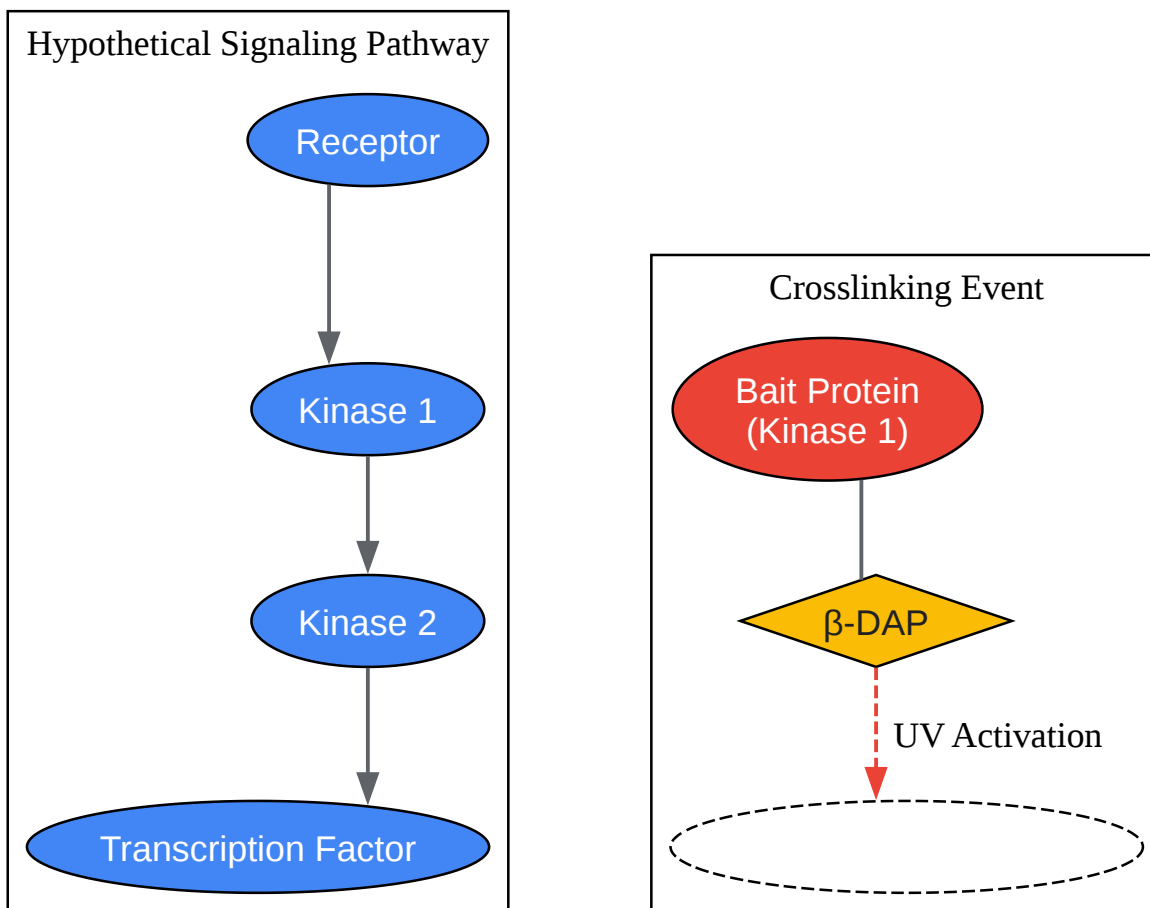 Hypothetical Signaling Pathway
Receptor
Kinase 1
Kinase 2
Transcription Factor
Crosslinking Event
Bait Protein
(Kinase 1)
β-DAP
UV Activation